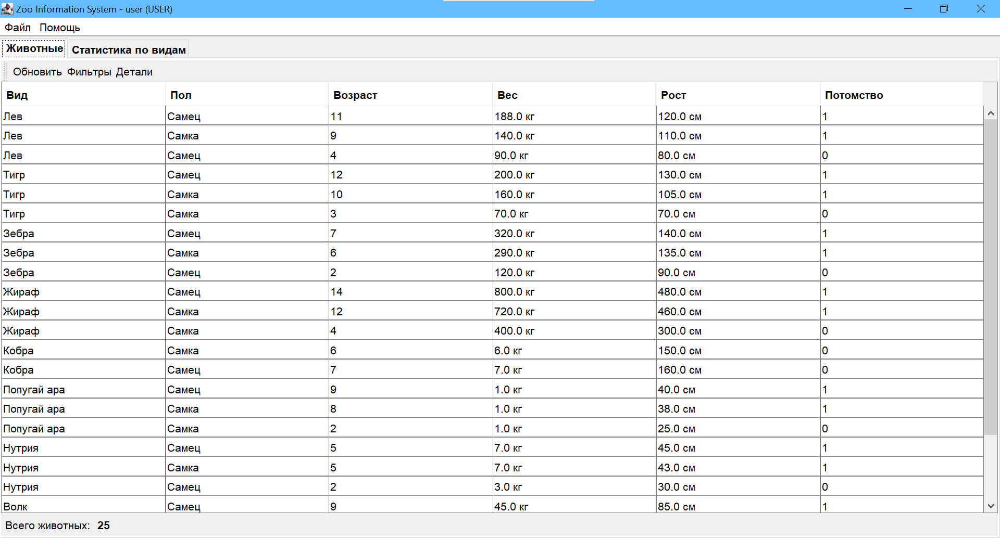 Zoo Information System - user (USER)
Файл Помощь
Животные Статистика по видам
Обновить Фильтры Детали
Вид Пол Возраст Вес Рост Потомство
Лев Самец 11 188.0 кг 120.0 см 1
Лев Самка 9 140.0 кг 110.0 см 1
Лев Самец 4 90.0 кг 80.0 см 0
Тигр Самец 12 200.0 кг 130.0 см 1
Тигр Самка 10 160.0 кг 105.0 см 1
Тигр Самка 3 70.0 кг 70.0 см 0
Зебра Самец 7 320.0 кг 140.0 см 1
Зебра Самка 6 290.0 кг 135.0 см 1
Зебра Самец 2 120.0 кг 90.0 см 0
Жираф Самец 14 800.0 кг 480.0 см 1
Жираф Самка 12 720.0 кг 460.0 см 1
Жираф Самка 4 400.0 кг 300.0 см 0
Кобра Самка 6 6.0 кг 150.0 см 0
Кобра Самец 7 7.0 кг 160.0 см 0
Попугай ара Самец 9 1.0 кг 40.0 см 1
Попугай ара Самка 8 1.0 кг 38.0 см 1
Попугай ара Самка 2 1.0 кг 25.0 см 0
Нутрия Самец 5 7.0 кг 45.0 см 1
Нутрия Самка 5 7.0 кг 43.0 см 1
Нутрия Самец 2 3.0 кг 30.0 см 0
Волк Самец 9 45.0 кг 85.0 см 1
Всего животных: 25